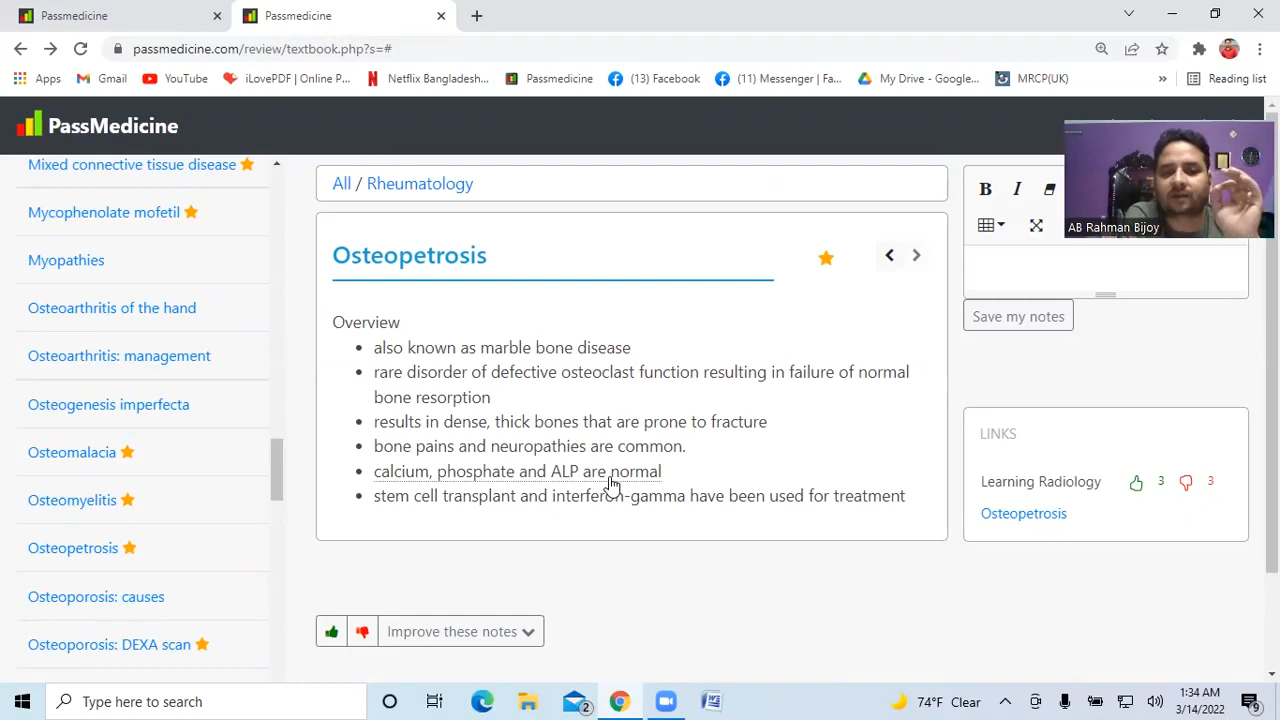 Passmedicine
Passmedicine
passmedicine.com/review/textbook.php?s=#
Apps
Gmail
YouTube
iLovePDF | Online P...
Netflix Bangladesh...
Passmedicine
(13) Facebook
(11) Messenger | Fa...
My Drive - Google...
MRCP(UK)
»
Reading list
PassMedicine
Mixed connective tissue disease
Mycophenolate mofetil
Myopathies
Osteoarthritis of the hand
Osteoarthritis: management
Osteogenesis imperfecta
Osteomalacia
Osteomyelitis
Osteopetrosis
Osteoporosis: causes
Osteoporosis: DEXA scan
All / Rheumatology
Osteopetrosis
Overview
also known as marble bone disease
rare disorder of defective osteoclast function resulting in failure of normal
bone resorption
results in dense, thick bones that are prone to fracture
bone pains and neuropathies are common.
calcium, phosphate and ALP are normal
stem cell transplant and interferon-gamma have been used for treatment
Improve these notes
B I
AB Rahman Bijoy
Save my notes
LINKS
Learning Radiology 3 3
Osteopetrosis
Type here to search
2
74°F Clear
1:34 AM
3/14/2022
9